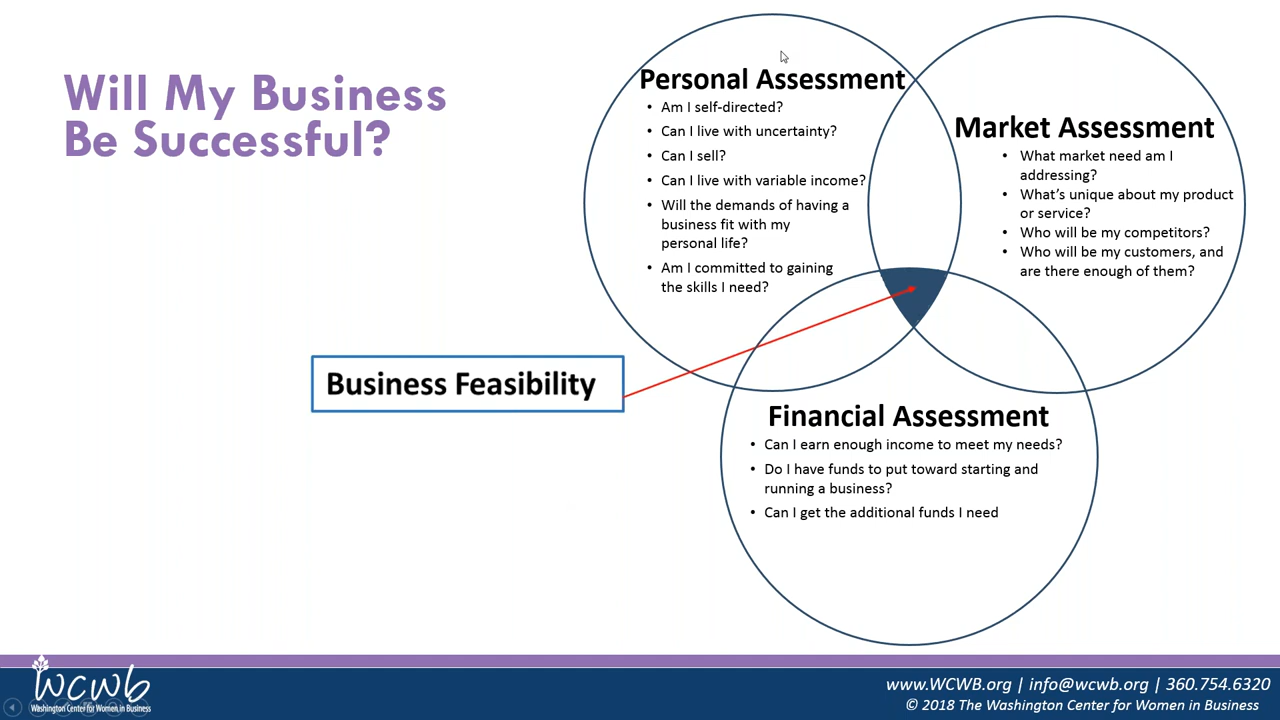 Will My Business
Be Successful?
Personal Assessment
• Am I self-directed?
• Can I live with uncertainty?
• Can I sell?
• Can I live with variable income?
• Will the demands of having a
business fit with my
personal life?
• Am I committed to gaining
the skills I need?
Market Assessment
• What market need am I
addressing?
• What's unique about my product
or service?
• Who will be my competitors?
• Who will be my customers, and
are there enough of them?
Business Feasibility
Financial Assessment
• Can I earn enough income to meet my needs?
• Do I have funds to put toward starting and
running a business?
• Can I get the additional funds I need
wcwb
Washington Center for Women in Business
www.WCWB.org | info@wcwb.org | 360.754.6320
© 2018 The Washington Center for Women in Business